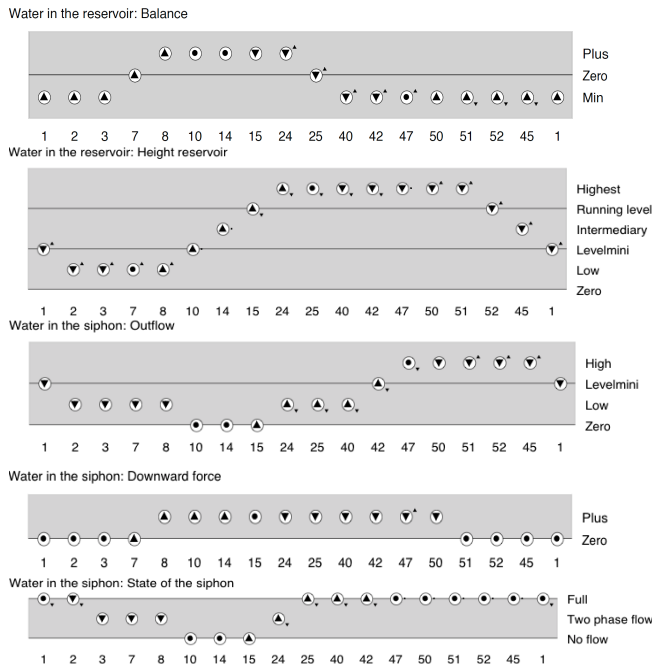 Water in the reservoir: Balance
Plus
Zero
Min
1 2 3 7 8 10 14 15 24 25 40 42 47 50 51 52 45 1
Water in the reservoir: Height reservoir
Highest
Running level
Intermediary
Levelmini
Low
Zero
1 2 3 7 8 10 14 15 24 25 40 42 47 50 51 52 45 1
Water in the siphon: Outflow
High
Levelmini
Low
Zero
1 2 3 7 8 10 14 15 24 25 40 42 47 50 51 52 45 1
Water in the siphon: Downward force
Plus
Zero
1 2 3 7 8 10 14 15 24 25 40 42 47 50 51 52 45 1
Water in the siphon: State of the siphon
Full
Two phase flow
No flow
1 2 3 7 8 10 14 15 24 25 40 42 47 50 51 52 45 1